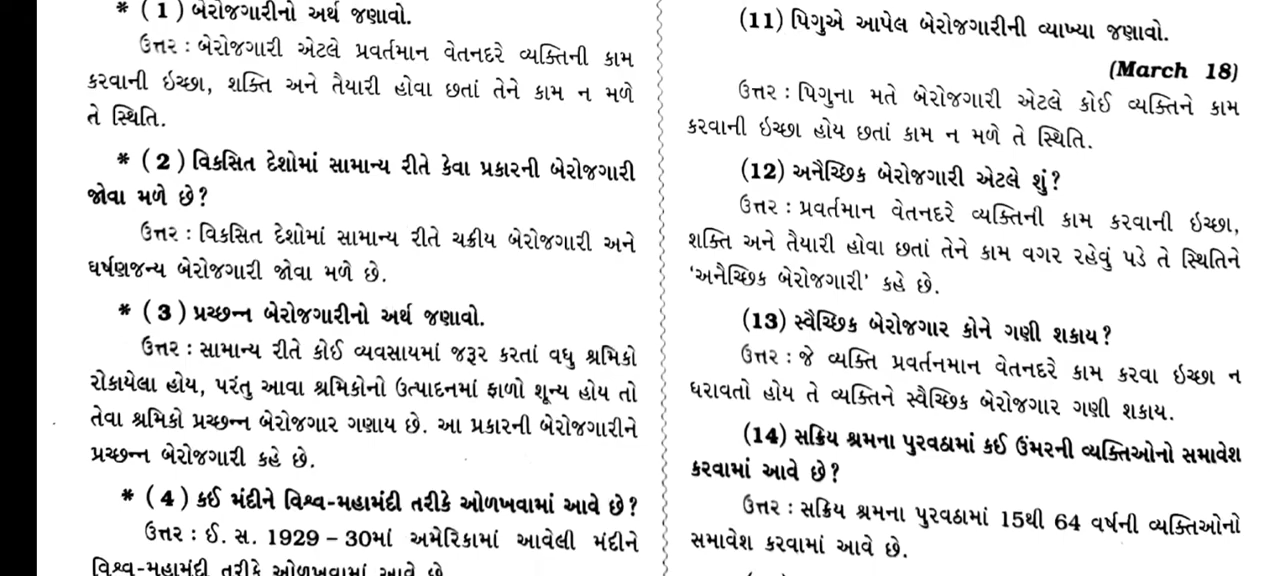 * ( 1 ) બેરોજગારીનો અર્થ જણાવો.
ઉત્તર : બેરોજગારી એટલે પ્રવર્તમાન વેતનદરે વ્યક્તિની કામ
કરવાની ઇચ્છા, શક્તિ અને તૈયારી હોવા છતાં તેને કામ ન મળે
તે સ્થિતિ.
* ( 2 ) વિકસિત દેશોમાં સામાન્ય રીતે કેવા પ્રકારની બેરોજગારી
જોવા મળે છે?
ઉત્તર : વિકસિત દેશોમાં સામાન્ય રીતે ચક્રીય બેરોજગારી અને
ઘર્ષણજન્ય બેરોજગારી જોવા મળે છે.
* ( 3 ) પ્રચ્છન્ન બેરોજગારીનો અર્થ જણાવો.
ઉત્તર : સામાન્ય રીતે કોઈ વ્યવસાયમાં જરૂર કરતાં વધુ શ્રમિકો
રોકાયેલા હોય, પરંતુ આવા શ્રમિકોનો ઉત્પાદનમાં ફાળો શૂન્ય હોય તો
તેવા શ્રમિકો પ્રચ્છન્ન બેરોજગાર ગણાય છે. આ પ્રકારની બેરોજગારીને
પ્રચ્છન્ન બેરોજગારી કહે છે.
* ( 4 ) કઈ મંદીને વિશ્વ-મહામંદી તરીકે ઓળખવામાં આવે છે?
ઉત્તર : ઈ. સ. 1929 – 30માં અમેરિકામાં આવેલી મંદીને
વિશ્વ-મહામંદી તરીકે ઓળખવામાં આવે છે.
(11) પિગુએ આપેલ બેરોજગારીની વ્યાખ્યા જણાવો.
(March 18)
ઉત્તર : પિગુના મતે બેરોજગારી એટલે કોઈ વ્યક્તિને કામ
કરવાની ઇચ્છા હોય છતાં કામ ન મળે તે સ્થિતિ.
(12) અનૈચ્છિક બેરોજગારી એટલે શું?
ઉત્તર : પ્રવર્તમાન વેતનદરે વ્યક્તિની કામ કરવાની ઇચ્છા,
શક્તિ અને તૈયારી હોવા છતાં તેને કામ વગર રહેવું પડે તે સ્થિતિને
‘અનૈચ્છિક બેરોજગારી’ કહે છે.
(13) સ્વૈચ્છિક બેરોજગાર કોને ગણી શકાય?
ઉત્તર : જે વ્યક્તિ પ્રવર્તનમાન વેતનદરે કામ કરવા ઇચ્છા ન
ધરાવતો હોય તે વ્યક્તિને સ્વૈચ્છિક બેરોજગાર ગણી શકાય.
(14) સક્રિય શ્રમના પુરવઠામાં કઈ ઉંમરની વ્યક્તિઓનો સમાવેશ
કરવામાં આવે છે?
ઉત્તર : સક્રિય શ્રમના પુરવઠામાં 15થી 64 વર્ષની વ્યક્તિઓનો
સમાવેશ કરવામાં આવે છે.